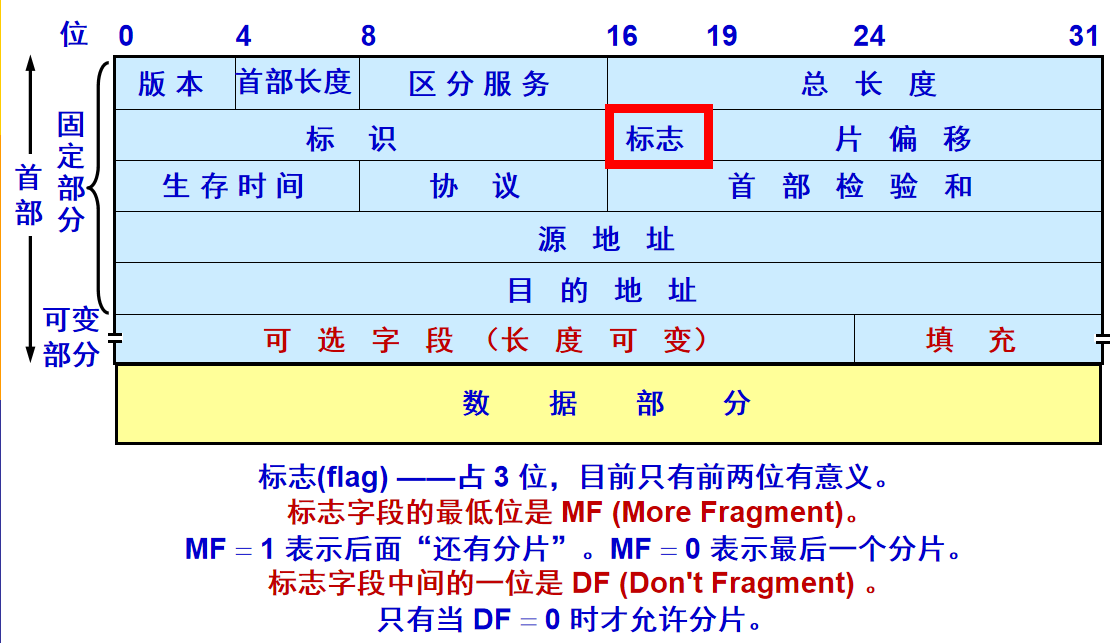 位 0 4 8 16 19 24 31
版 本 首部长度 区 分 服 务 总 长 度
标 识 标志 片 偏 移
生 存 时 间 协 议 首 部 检 验 和
源 地 址
目 的 地 址
可 选 字 段 （长 度 可 变） 填 充
数 据 部 分
首部
固定部分
可变
部分
标志(flag) ——占 3 位，目前只有前两位有意义。
标志字段的最低位是 MF (More Fragment)。
MF = 1 表示后面“还有分片”。MF = 0 表示最后一个分片。
标志字段中间的一位是 DF (Don't Fragment) 。
只有当 DF = 0 时才允许分片。